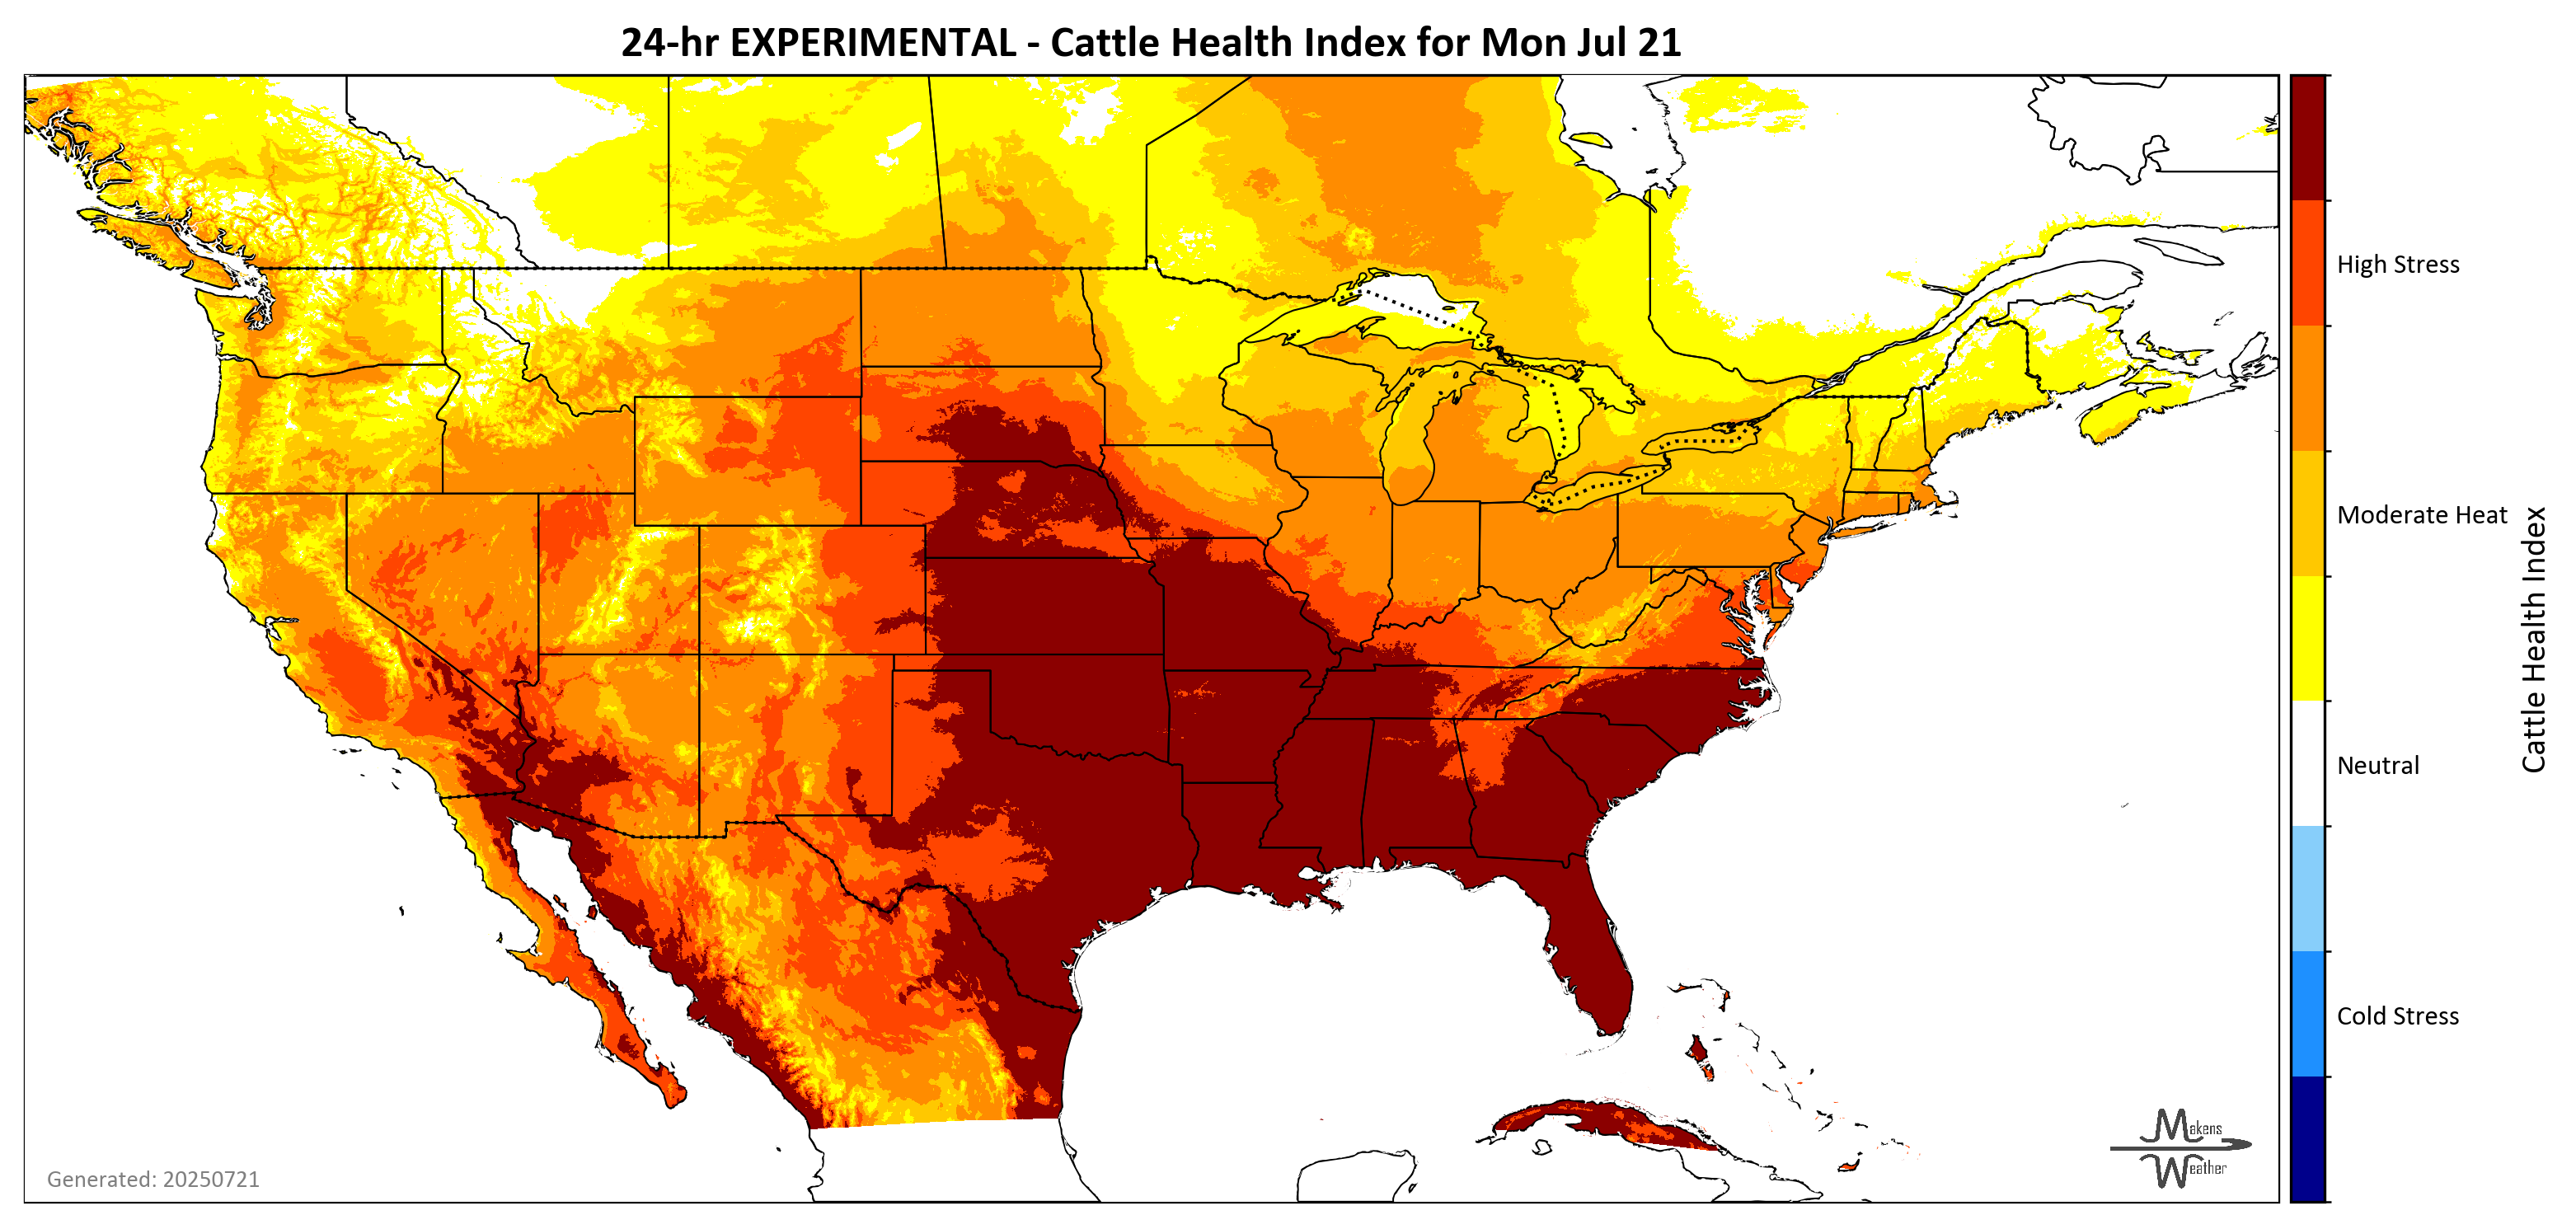 24-hr EXPERIMENTAL - Cattle Health Index for Mon Jul 21
High Stress
Moderate Heat
Neutral
Cold Stress
Cattle Health Index
Makens
Weather
Generated: 20250721